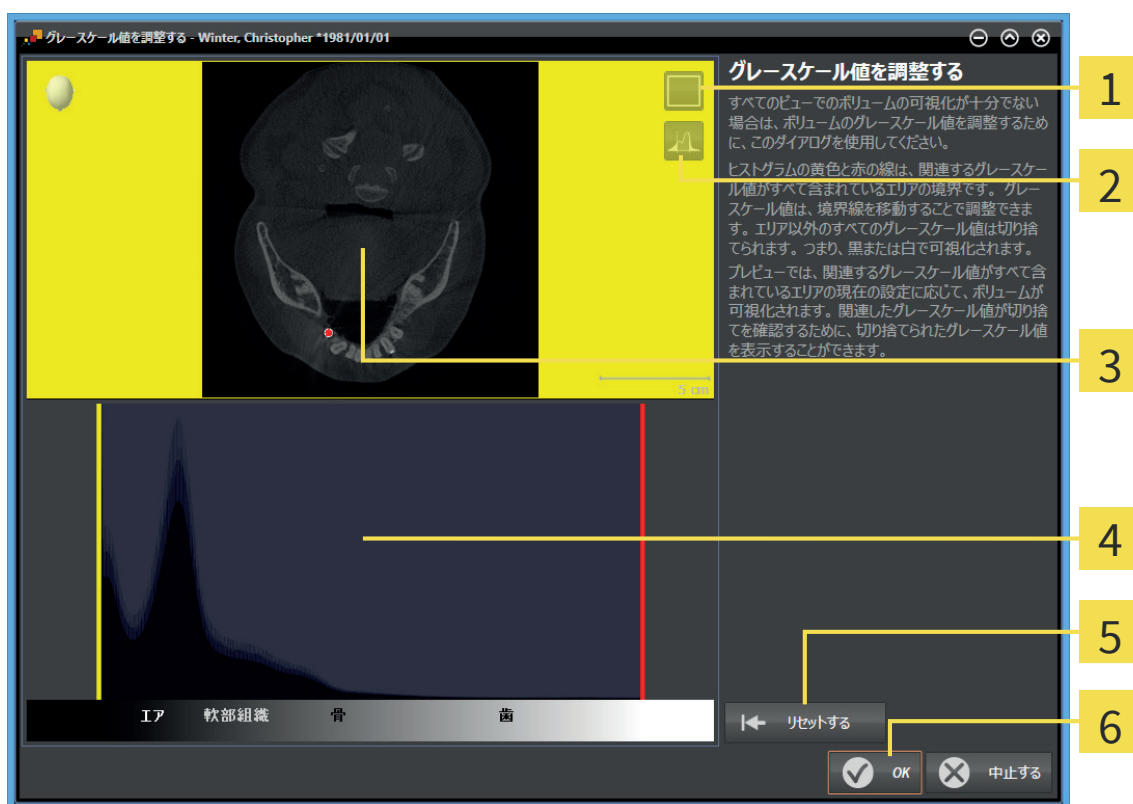 グレースケール値を調整する - Winter, Christopher *1981/01/01
5 cm
エア 軟部組織 骨 歯
グレースケール値を調整する
すべてのビューでのボリュームの可視化が十分でない
場合は、ボリュームのグレースケール値を調整するため
に、このダイアログを使用してください。
ヒストグラムの黄色と赤の線は、関連するグレースケー
ル値がすべて含まれているエリアの境界です。グレー
スケール値は、境界線を移動することで調整できま
す。エリア以外のすべてのグレースケール値は切り捨
てられます。つまり、黒または白で可視化されます。
プレビューでは、関連するグレースケール値がすべて含
まれているエリアの現在の設定に応じて、ボリュームが
可視化されます。関連したグレースケール値が切り捨
てを確認するために、切り捨てられたグレースケール値
を表示することができます。
リセットする
OK 中止する
1
2
3
4
5
6